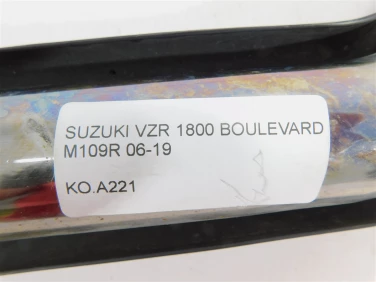 SUZUKI VZR 1800 BOULEVARD
M109R 06-19
KO.A221